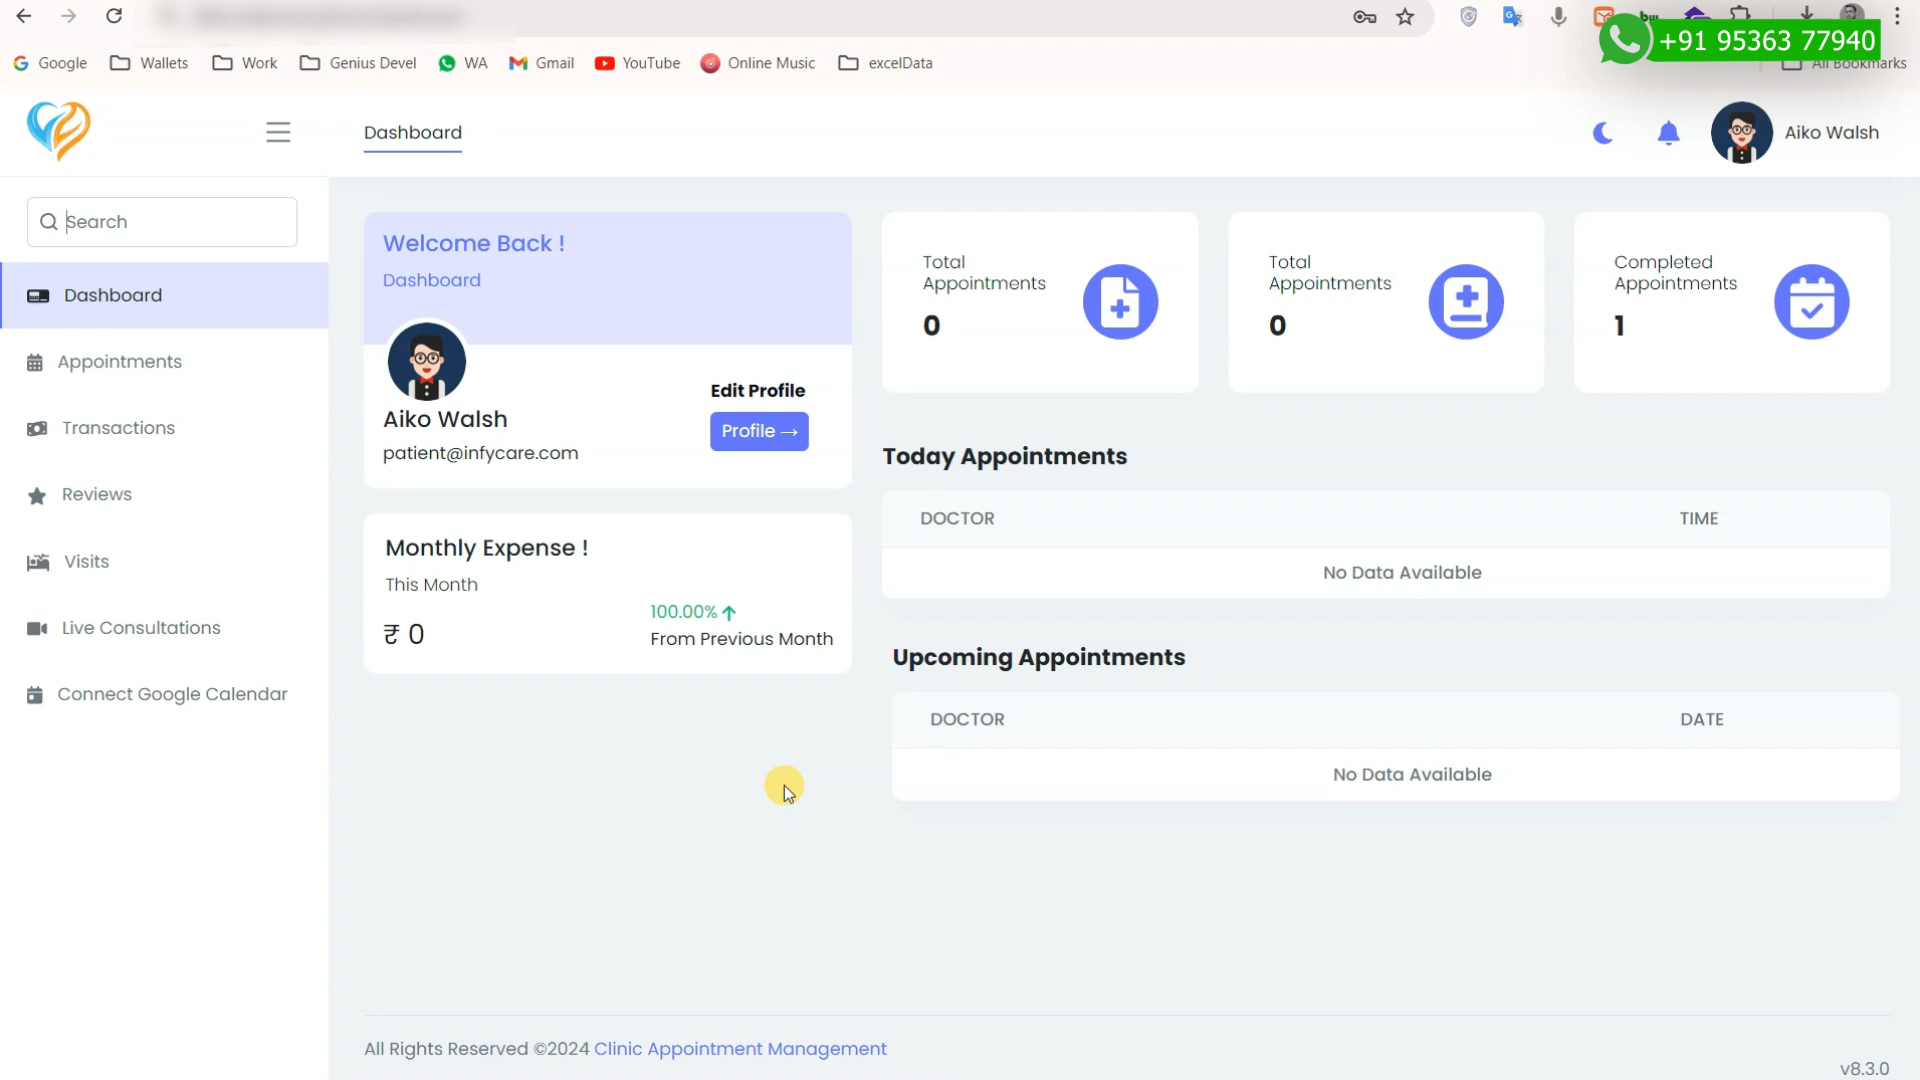 +91 95363 77940
Google
Wallets
Work
Genius Devel
WA
Gmail
YouTube
Online Music
excelData
All Bookmarks
Dashboard
Aiko Walsh
Search
Dashboard
Appointments
Transactions
Reviews
Visits
Live Consultations
Connect Google Calendar
Welcome Back !
Dashboard
Aiko Walsh
patient@infycare.com
Edit Profile
Profile →
Monthly Expense !
This Month
₹ 0
100.00%
From Previous Month
Total
Appointments
0
Total
Appointments
0
Completed
Appointments
1
Today Appointments
DOCTOR TIME
No Data Available
Upcoming Appointments
DOCTOR DATE
No Data Available
All Rights Reserved ©2024 Clinic Appointment Management
v8.3.0